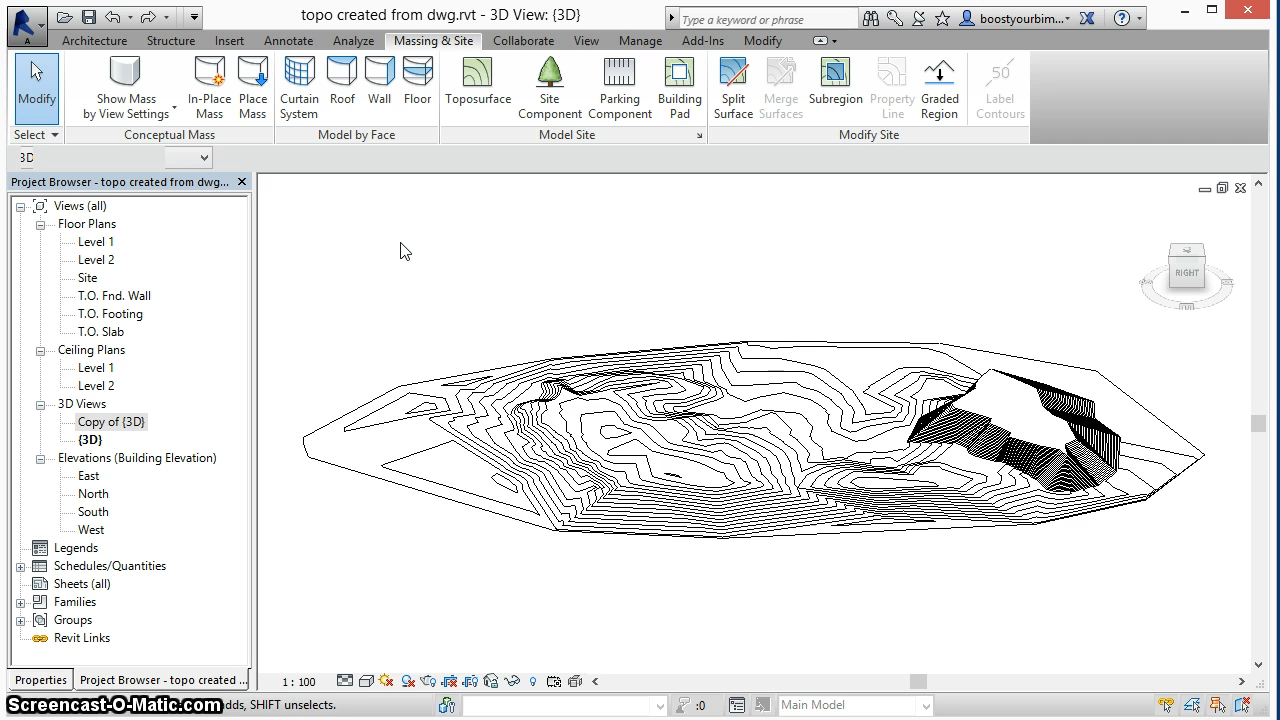 topo created from dwg.rvt - 3D View: {3D}
Type a keyword or phrase
boostyourbim...
Architecture Structure Insert Annotate Analyze Massing & Site Collaborate View Manage Add-Ins Modify
Modify
Show Mass
by View Settings
In-Place
Mass
Place
Mass
Curtain
System
Roof
Wall
Floor
Toposurface
Site
Component
Parking
Component
Building
Pad
Split
Surface
Merge
Surfaces
Subregion
Property
Line
Graded
Region
50
Label
Contours
Select
Conceptual Mass
Model by Face
Model Site
Modify Site
3D
Project Browser - topo created from dwg...
Views (all)
Floor Plans
Level 1
Level 2
Site
T.O. Fnd. Wall
T.O. Footing
T.O. Slab
Ceiling Plans
Level 1
Level 2
3D Views
Copy of {3D}
{3D}
Elevations (Building Elevation)
East
North
South
West
Legends
Schedules/Quantities
Sheets (all)
Families
Groups
Revit Links
RIGHT
Properties
Project Browser - topo created ...
1 : 100
Screencast-O-Matic.com
adds, SHIFT unselects.
:0
Main Model